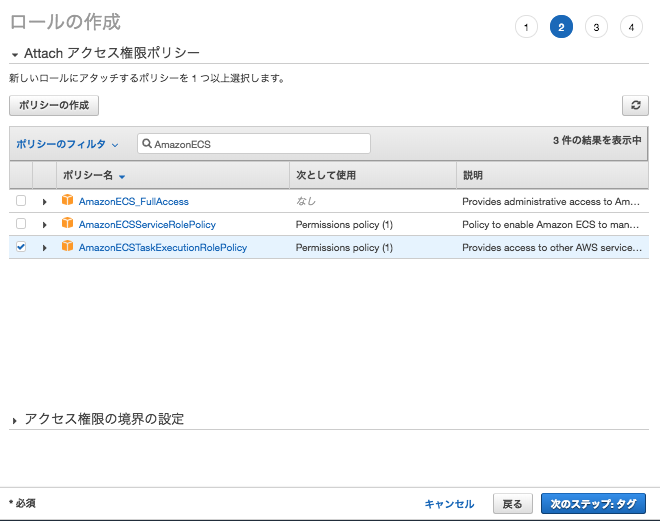 ロールの作成
1 2 3 4
Attach アクセス権限ポリシー
新しいロールにアタッチするポリシーを 1 つ以上選択します。
ポリシーの作成
ポリシーのフィルタ AmazonECS 3 件の結果を表示中
ポリシー名 次として使用 説明
AmazonECS_FullAccess なし Provides administrative access to Am...
AmazonECSServiceRolePolicy Permissions policy (1) Policy to enable Amazon ECS to man...
AmazonECSTaskExecutionRolePolicy Permissions policy (1) Provides access to other AWS service...
アクセス権限の境界の設定
* 必須 キャンセル 戻る 次のステップ: タグ